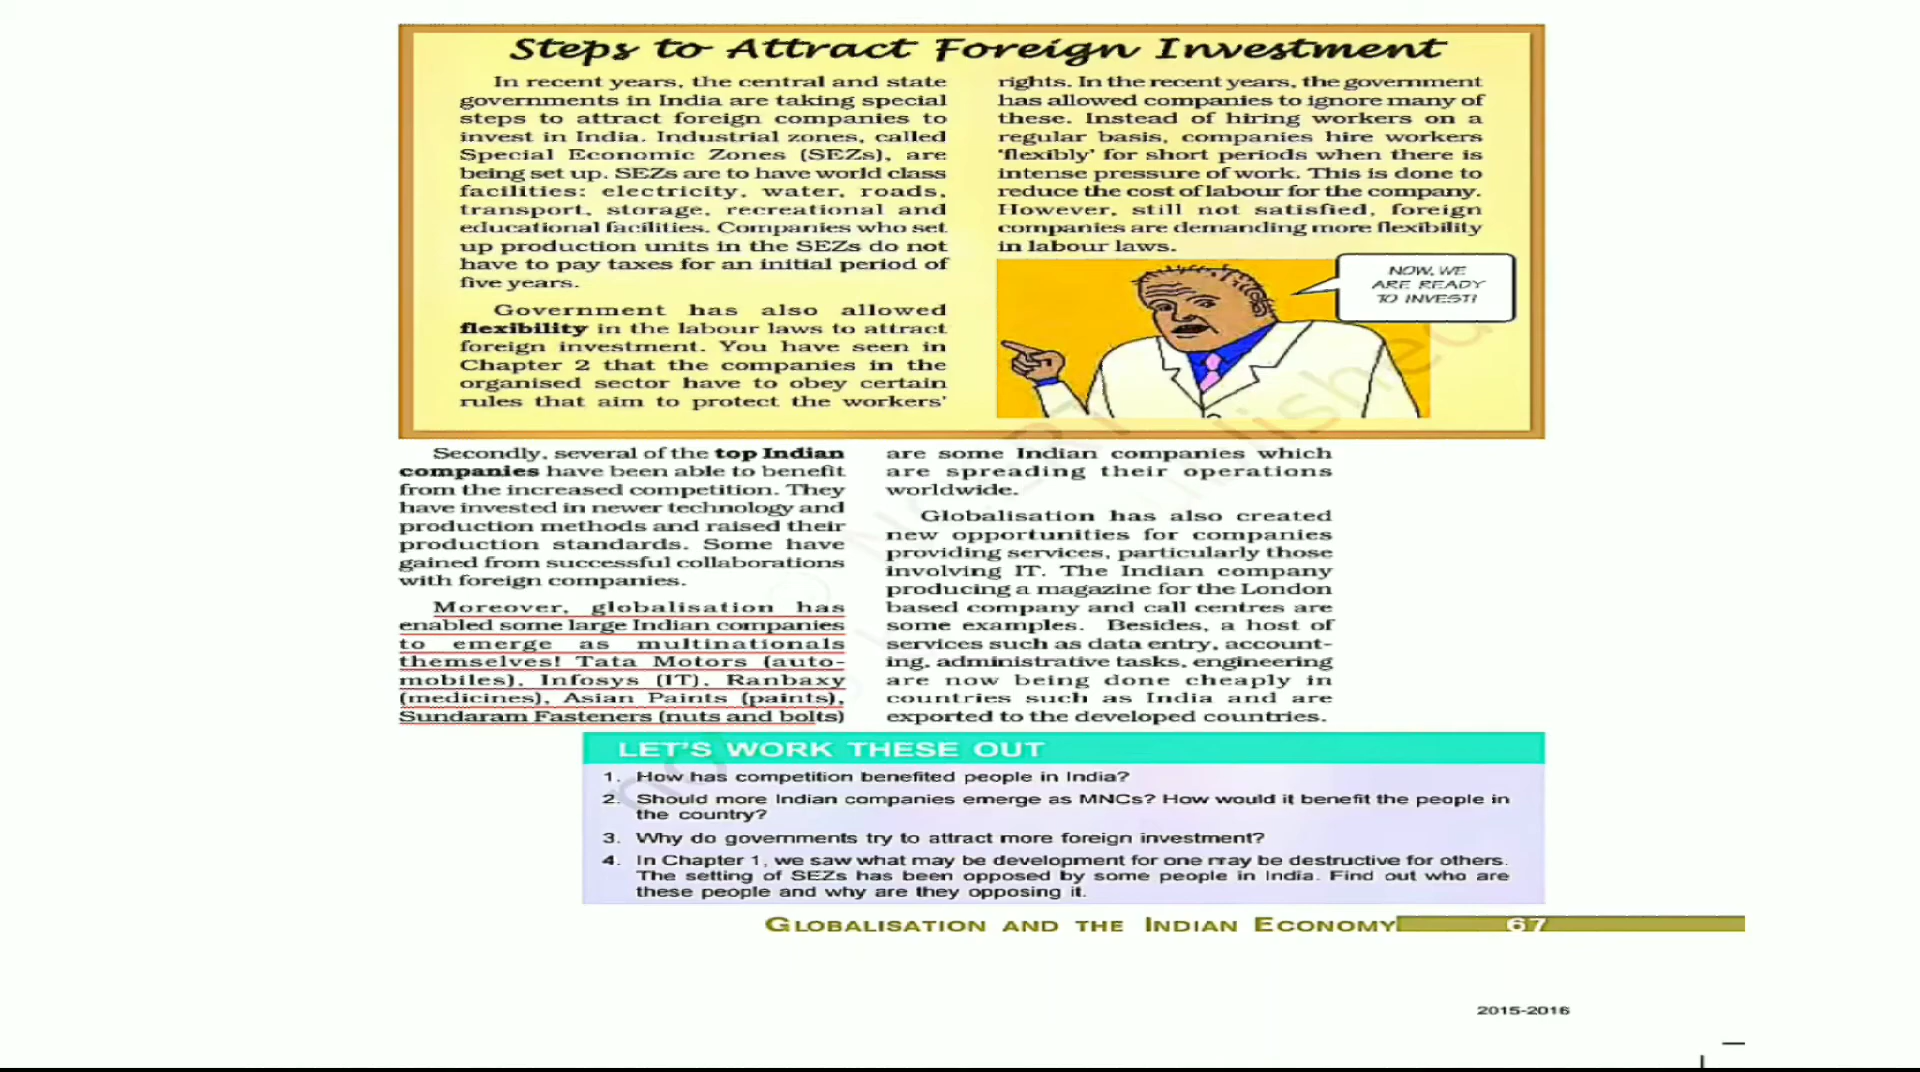 Steps to Attract Foreign Investment
In recent years, the central and state
governments in India are taking special
steps to attract foreign companies to
invest in India. Industrial zones, called
Special Economic Zones (SEZs), are
being set up. SEZs are to have world class
facilities: electricity, water, roads,
transport, storage, recreational and
educational facilities. Companies who set
up production units in the SEZs do not
have to pay taxes for an initial period of
five years.
Government has also allowed
flexibility in the labour laws to attract
foreign investment. You have seen in
Chapter 2 that the companies in the
organised sector have to obey certain
rules that aim to protect the workers'
rights. In the recent years, the government
has allowed companies to ignore many of
these. Instead of hiring workers on a
regular basis, companies hire workers
'flexibly' for short periods when there is
intense pressure of work. This is done to
reduce the cost of labour for the company.
However, still not satisfied, foreign
companies are demanding more flexibility
in labour laws.
NOW, WE
ARE READY
TO INVEST!
Secondly, several of the top Indian
companies have been able to benefit
from the increased competition. They
have invested in newer technology and
production methods and raised their
production standards. Some have
gained from successful collaborations
with foreign companies.
Moreover, globalisation has
enabled some large Indian companies
to emerge as multinationals
themselves! Tata Motors (auto-
mobiles), Infosys (IT), Ranbaxy
(medicines), Asian Paints (paints),
Sundaram Fasteners (nuts and bolts)
are some Indian companies which
are spreading their operations
worldwide.
Globalisation has also created
new opportunities for companies
providing services, particularly those
involving IT. The Indian company
producing a magazine for the London
based company and call centres are
some examples. Besides, a host of
services such as data entry, account-
ing, administrative tasks, engineering
are now being done cheaply in
countries such as India and are
exported to the developed countries.
LET'S WORK THESE OUT
1. How has competition benefited people in India?
2. Should more Indian companies emerge as MNCs? How would it benefit the people in
the country?
3. Why do governments try to attract more foreign investment?
4. In Chapter 1, we saw what may be development for one may be destructive for others.
The setting of SEZs has been opposed by some people in India. Find out who are
these people and why are they opposing it.
GLOBALISATION AND THE INDIAN ECONOMY 67
2015-2016